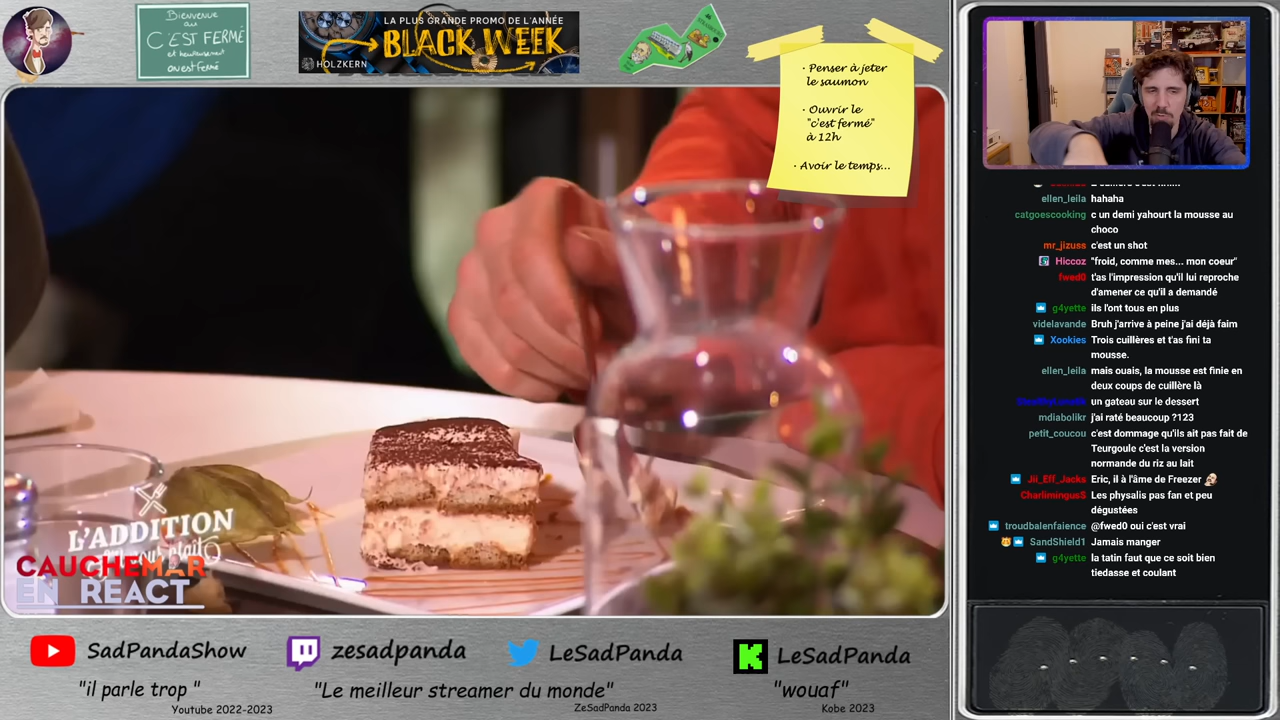 Bienvenue
au
C'EST FERMÉ
et heureusement
on est fermé
LA PLUS GRANDE PROMO DE L'ANNÉE
BLACK WEEK
HOLZKERN
· Penser à jeter
le saumon
· Ouvrir le
"c'est fermé"
à 12h
· Avoir le temps...
ellen_leila hahaha
catgoescooking c un demi yahourt la mousse au
choco
mr_jizuss c'est un shot
Hiccoz "froid, comme mes... mon coeur"
fwed0 t'as l'impression qu'il lui reproche
d'amener ce qu'il a demandé
g4yette ils l'ont tous en plus
videlavande Bruh j'arrive à peine j'ai déjà faim
Xookies Trois cuillères et t'as fini ta
mousse.
ellen_leila mais ouais, la mousse est finie en
deux coups de cuillère là
un gateau sur le dessert
mdiabolikr j'ai raté beaucoup ?123
petit_coucou c'est dommage qu'ils ait pas fait de
Teurgoule c'est la version
normande du riz au lait
Jii_Eff_Jacks Eric, il à l'âme de Freezer
CharlimingusS Les physalis pas fan et peu
dégustées
troudbalenfaience @fwed0 oui c'est vrai
SandShield1 Jamais manger
g4yette la tatin faut que ce soit bien
tiedasse et coulant
L'ADDITION
CAUCHEMAR
EN REACT
SadPandaShow
zesadpanda
LeSadPanda
LeSadPanda
"il parle trop "
Youtube 2022-2023
"Le meilleur streamer du monde"
ZeSadPanda 2023
"wouaf"
Kobe 2023